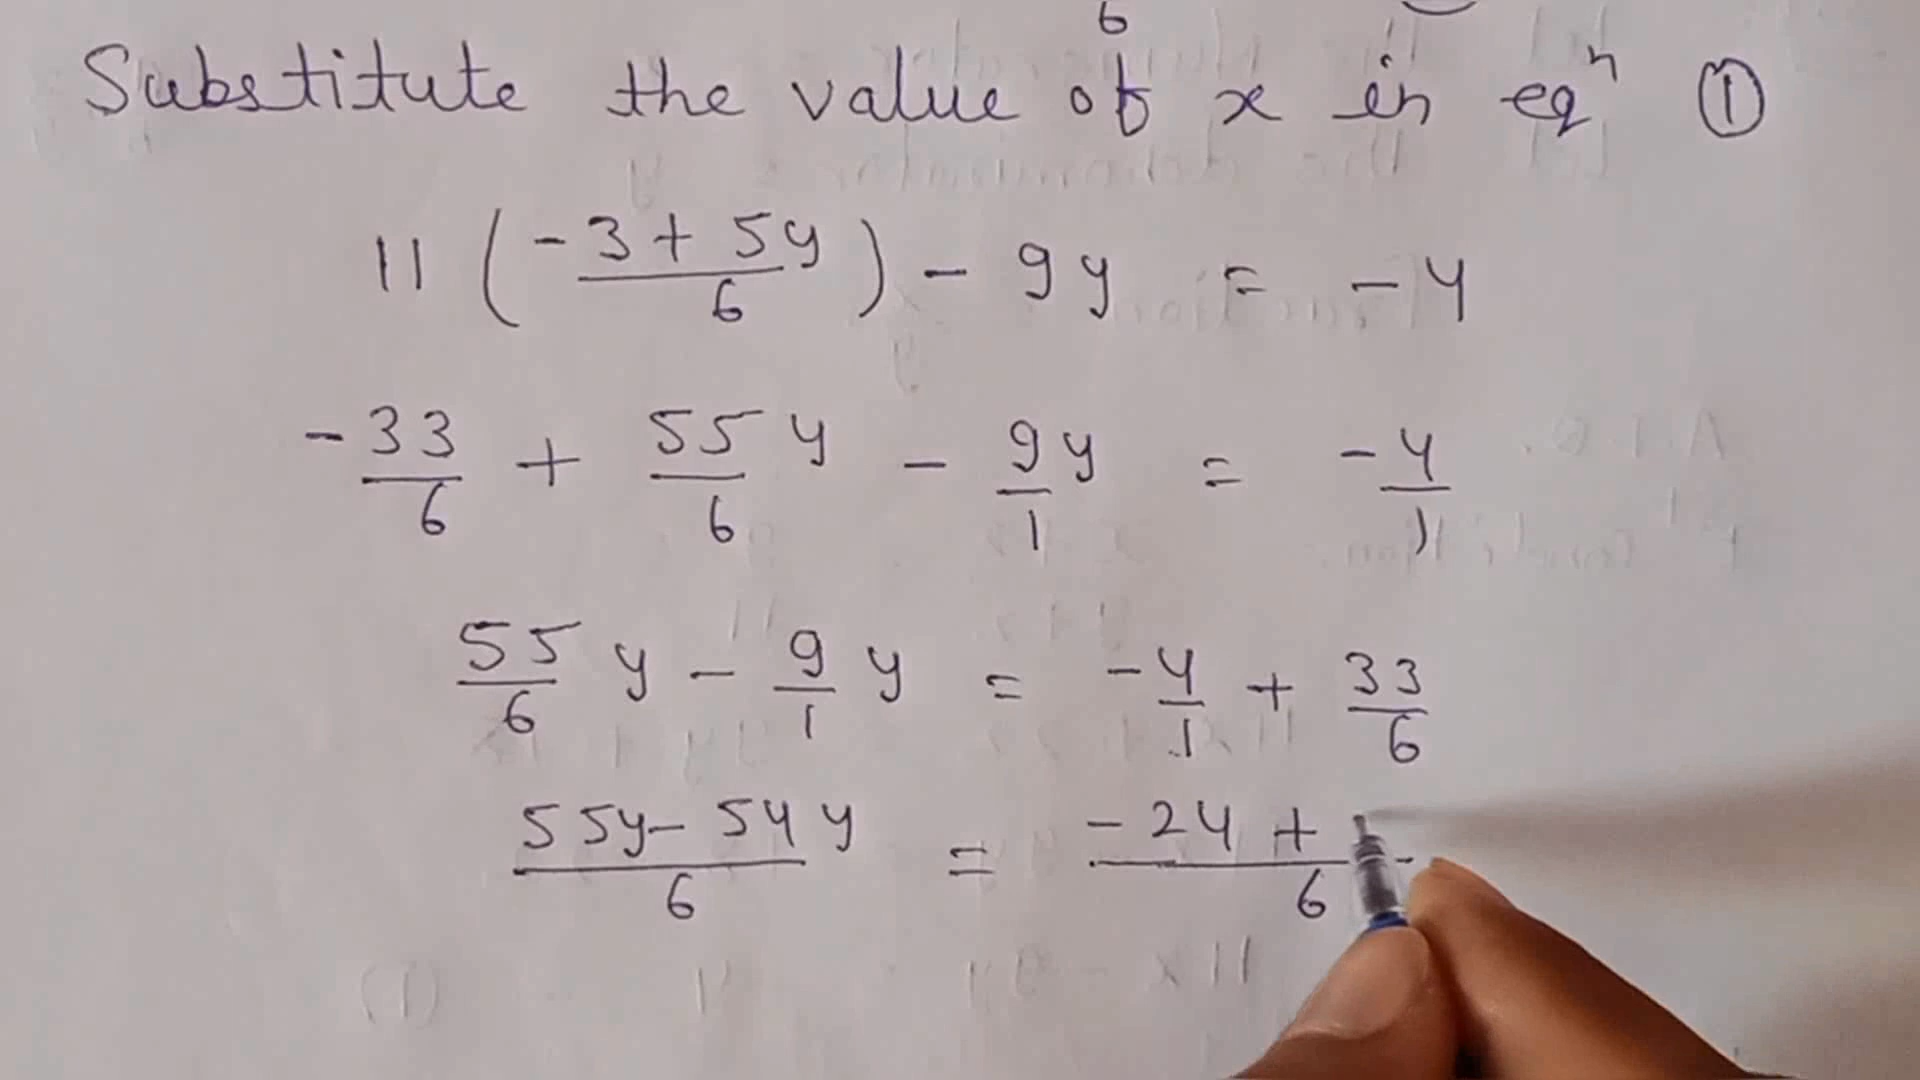 6
Substitute the value of x in eqⁿ ①
11 ( -3 + 5y / 6 ) - 9y = -4
-33/6 + 55/6 y - 9/1 y = -4/1
55/6 y - 9/1 y = -4/1 + 33/6
55y - 54y / 6 = -24 + / 6